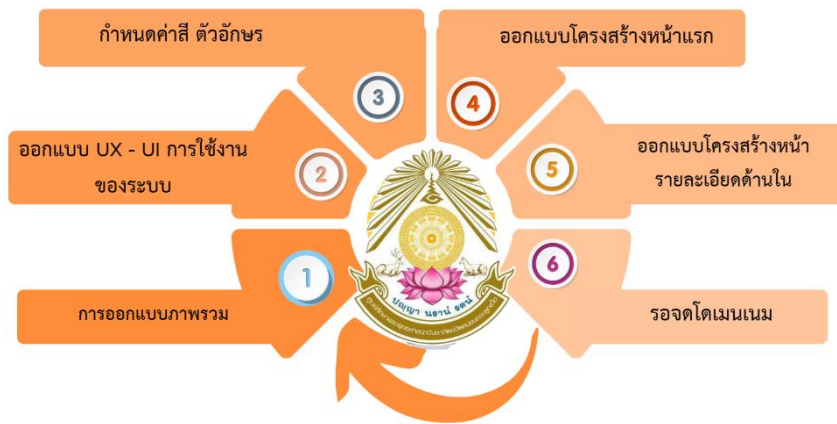 กำหนดค่าสี ตัวอักษร
3
4
ออกแบบโครงสร้างหน้าแรก
ออกแบบ UX - UI การใช้งาน
ของระบบ
2
5
ออกแบบโครงสร้างหน้า
รายละเอียดด้านใน
1
การออกแบบภาพรวม
6
รอจดโดเมนเนม
ปญฺญา นรานํ รตนํ